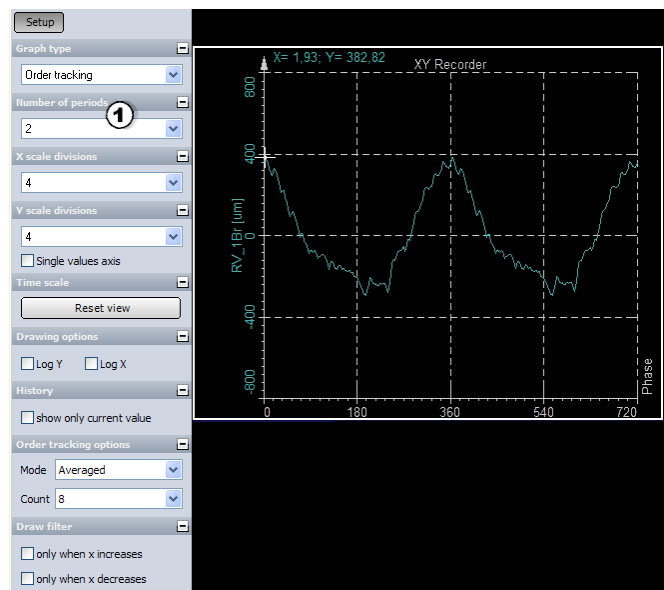 Setup
Graph type
Order tracking
Number of periods
1
2
X scale divisions
4
Y scale divisions
4
Single values axis
Time scale
Reset view
Drawing options
Log Y Log X
History
show only current value
Order tracking options
Mode Averaged
Count 8
Draw filter
only when x increases
only when x decreases
X= 1,93; Y= 382,82
XY Recorder
800
400
0
-400
-800
RV_1Br [um]
0 180 360 540 720
Phase